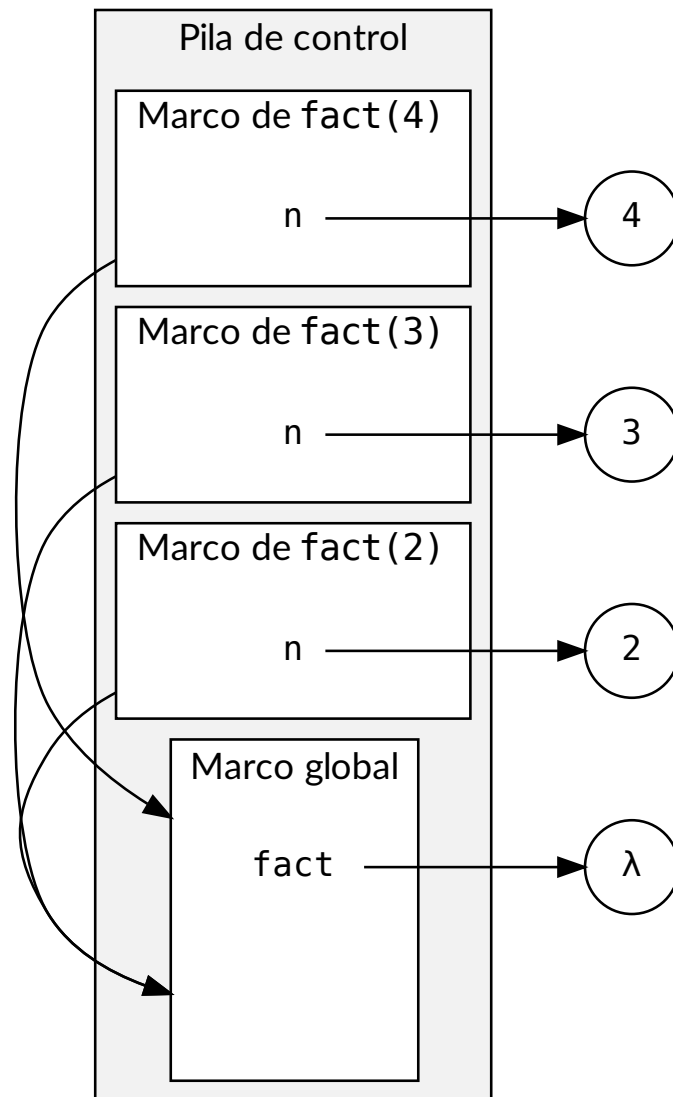 Pila de control
Marco de fact(4)
n 4
Marco de fact(3)
n 3
Marco de fact(2)
n 2
Marco global
fact λ